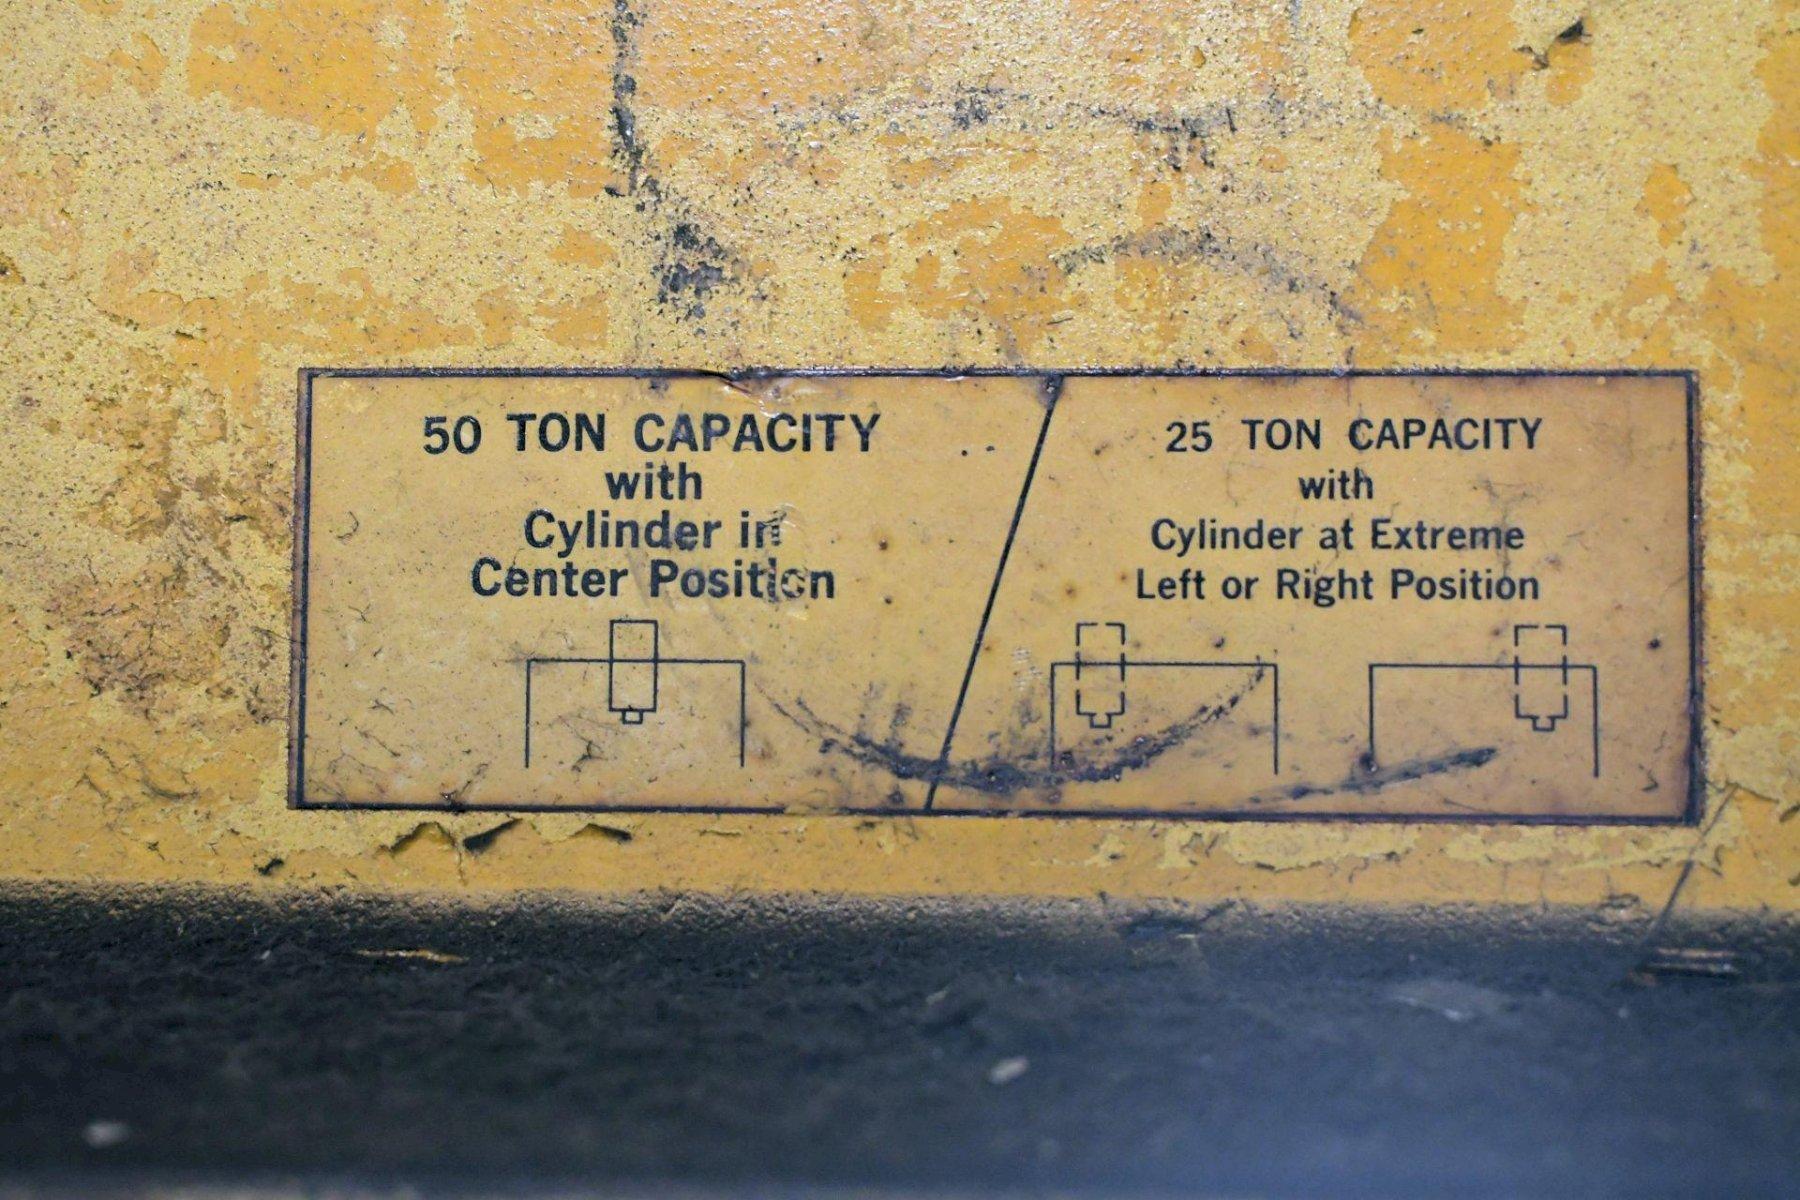 50 TON CAPACITY
with
Cylinder in
Center Position
25 TON CAPACITY
with
Cylinder at Extreme
Left or Right Position